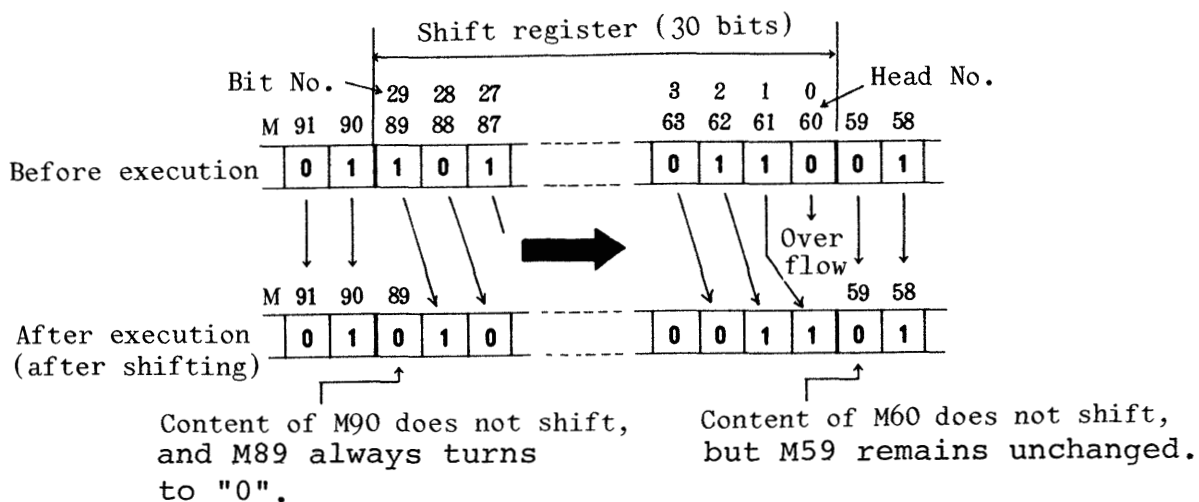 Shift register (30 bits)
Bit No. 29 28 27 3 2 1 0 Head No.
M 91 90 89 88 87 63 62 61 60 59 58
Before execution 0 1 1 0 1 0 1 1 0 0 1
Over
flow
M 91 90 89 59 58
After execution 0 1 0 1 0 0 0 1 1 0 1
(after shifting)
Content of M90 does not shift,
and M89 always turns
to "0".
Content of M60 does not shift,
but M59 remains unchanged.